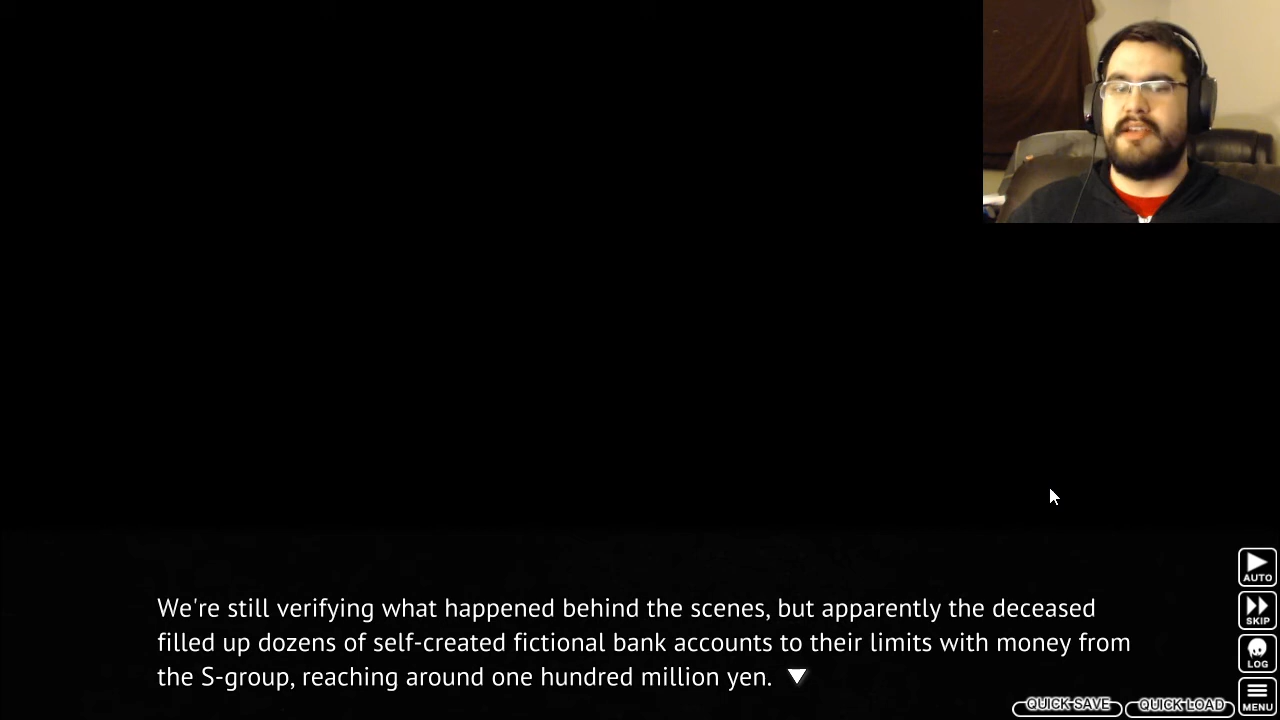 We're still verifying what happened behind the scenes, but apparently the deceased
filled up dozens of self-created fictional bank accounts to their limits with money from
the S-group, reaching around one hundred million yen.
AUTO
SKIP
LOG
MENU
QUICK SAVE
QUICK LOAD